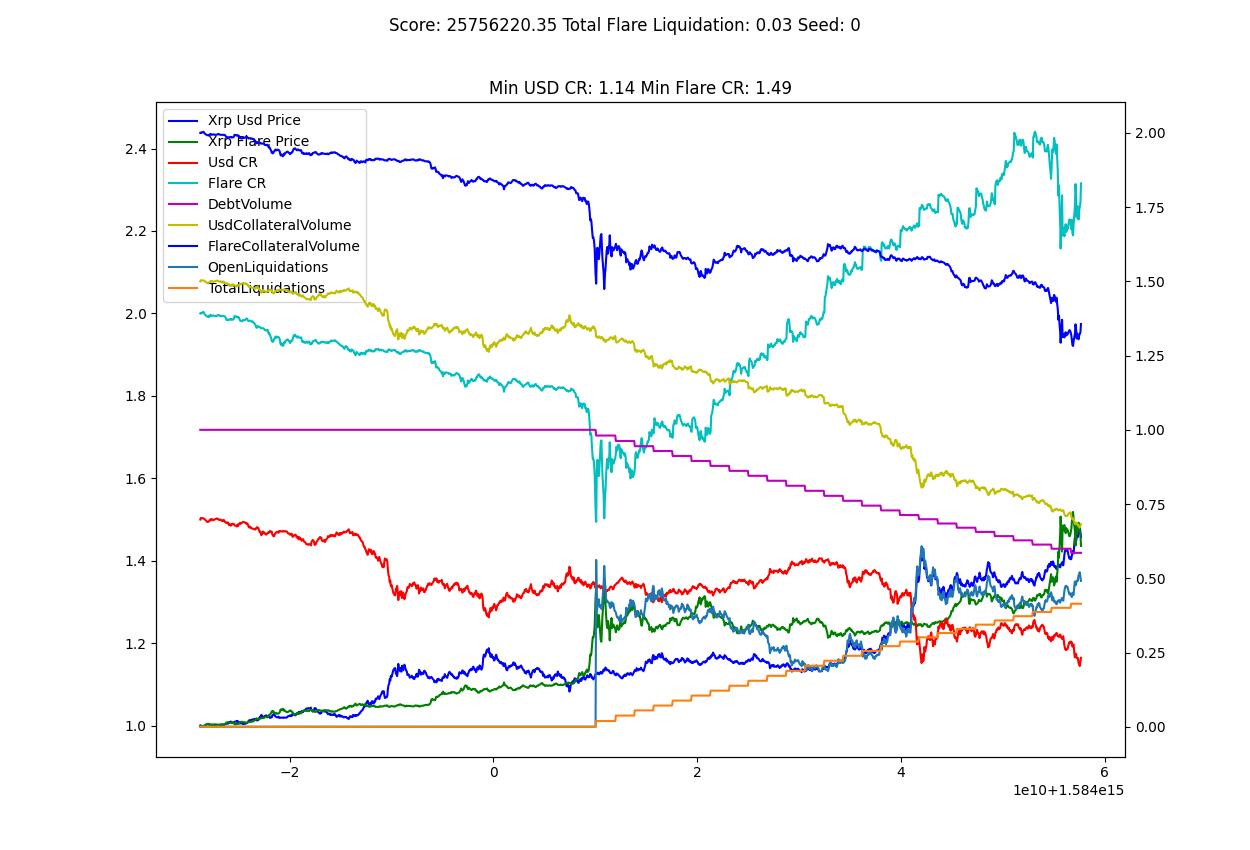 Score: 25756220.35 Total Flare Liquidation: 0.03 Seed: 0
Min USD CR: 1.14 Min Flare CR: 1.49
Xrp Usd Price
Xrp Flare Price
Usd CR
Flare CR
DebtVolume
UsdCollateralVolume
FlareCollateralVolume
OpenLiquidations
TotalLiquidations
2.4
2.2
2.0
1.8
1.6
1.4
1.2
1.0
2.00
1.75
1.50
1.25
1.00
0.75
0.50
0.25
0.00
−2
0
2
4
6
1e10+1.584e15